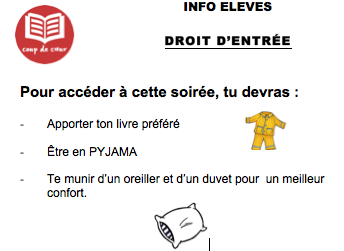 INFO ELEVES
coup de cœur
DROIT D'ENTRÉE
Pour accéder à cette soirée, tu devras :
- Apporter ton livre préféré
- Être en PYJAMA
- Te munir d'un oreiller et d'un duvet pour un meilleur
confort.